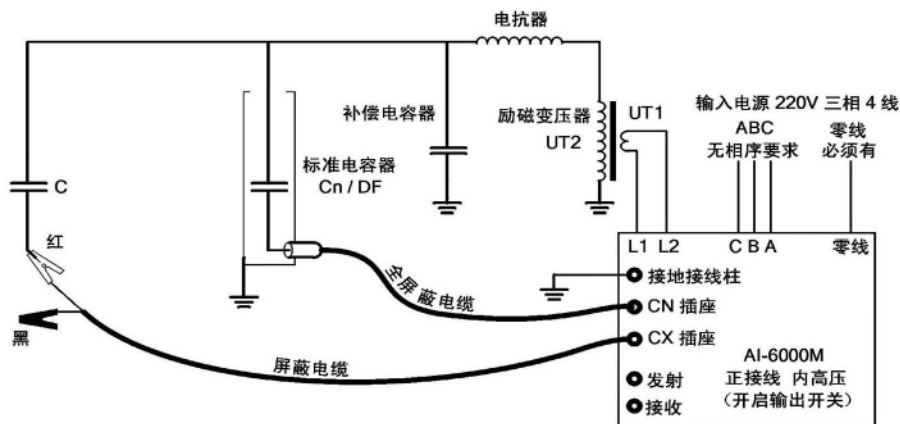 电抗器
输入电源 220V 三相 4 线
ABC
零线
无相序要求
必须有
补偿电容器
励磁变压器
UT2
UT1
标准电容器
Cn / DF
C
红
黑
全屏蔽电缆
屏蔽电缆
L1 L2 C B A 零线
接地接线柱
CN 插座
CX 插座
发射
接收
AI-6000M
正接线 内高压
(开启输出开关)